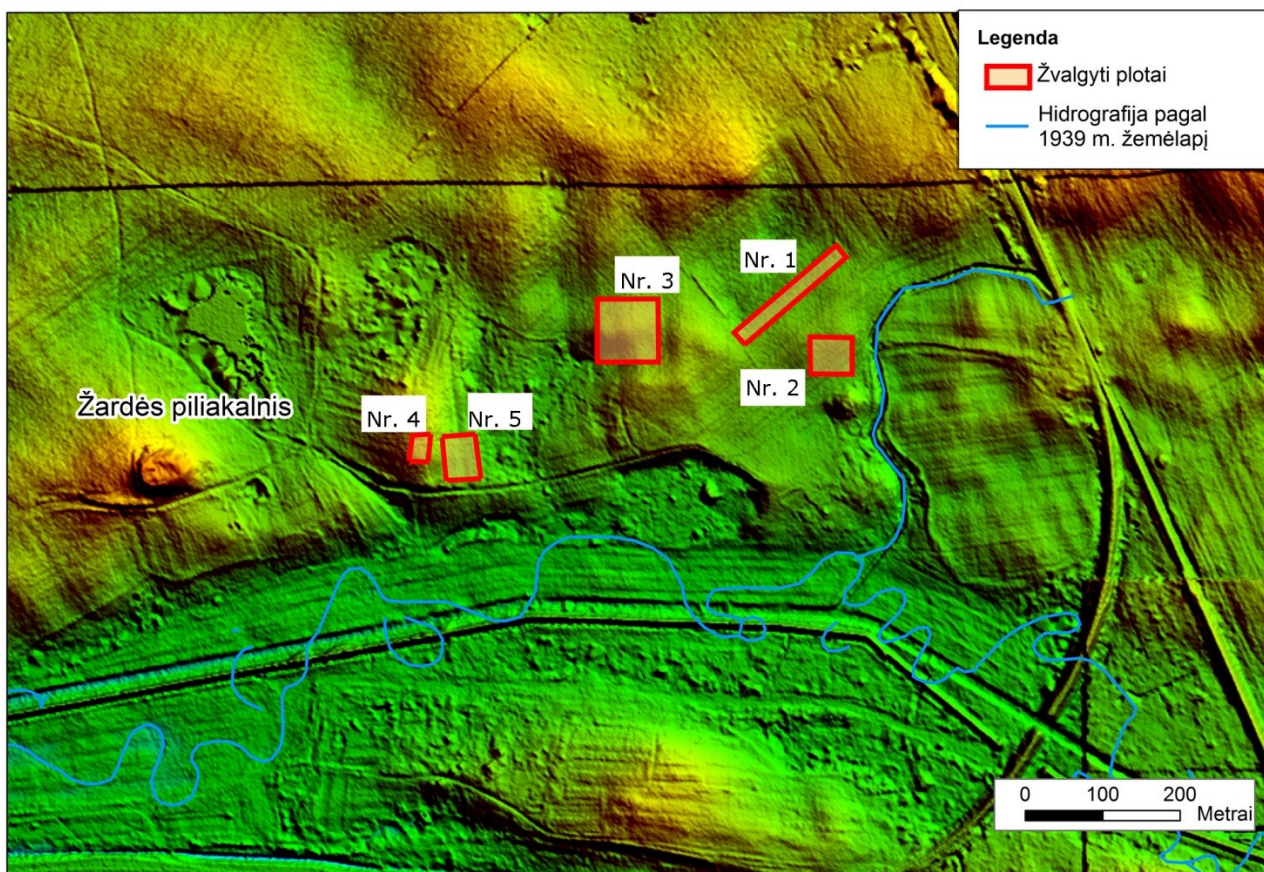 Legenda
Žvalgyti plotai
Hidrografija pagal
1939 m. žemėlapį
Nr. 1
Nr. 3
Nr. 2
Žardės piliakalnis
Nr. 4
Nr. 5
0 100 200
Metrai